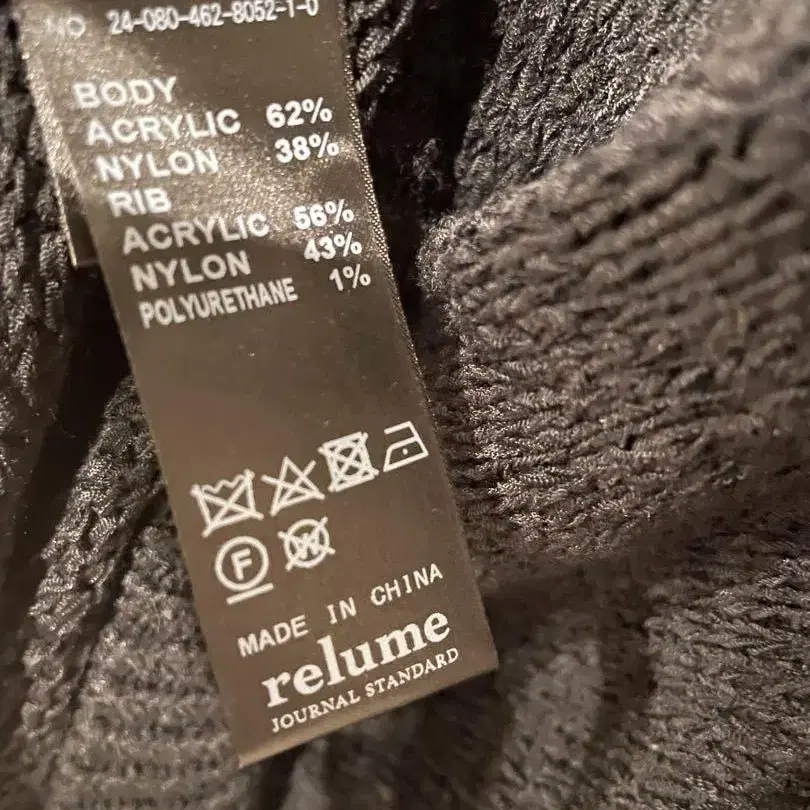 NO 24-080-462-8052-1-0
BODY
ACRYLIC 62%
NYLON 38%
RIB
ACRYLIC 56%
NYLON 43%
POLYURETHANE 1%
F W
MADE IN CHINA
relume
JOURNAL STANDARD